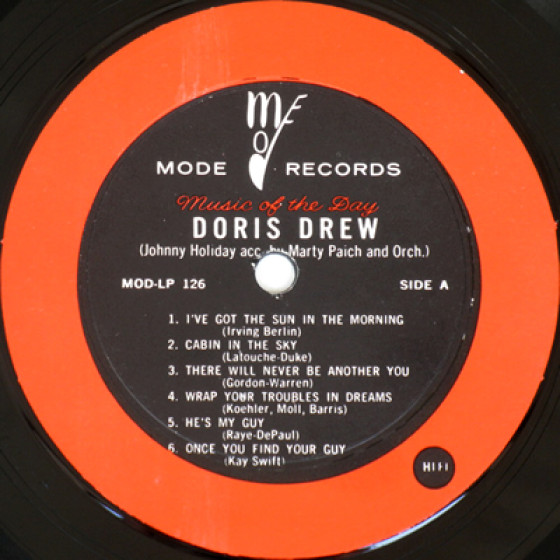 MODE
MODE RECORDS
Music of the Day
DORIS DREW
(Johnny Holiday acc. by Marty Paich and Orch.)
MOD-LP 126 SIDE A
1. I'VE GOT THE SUN IN THE MORNING
(Irving Berlin)
2. CABIN IN THE SKY
(Latouche-Duke)
3. THERE WILL NEVER BE ANOTHER YOU
(Gordon-Warren)
4. WRAP YOUR TROUBLES IN DREAMS
(Koehler, Moll, Barris)
5. HE'S MY GUY
(Raye-DePaul)
6. ONCE YOU FIND YOUR GUY
(Kay Swift)
HIFI